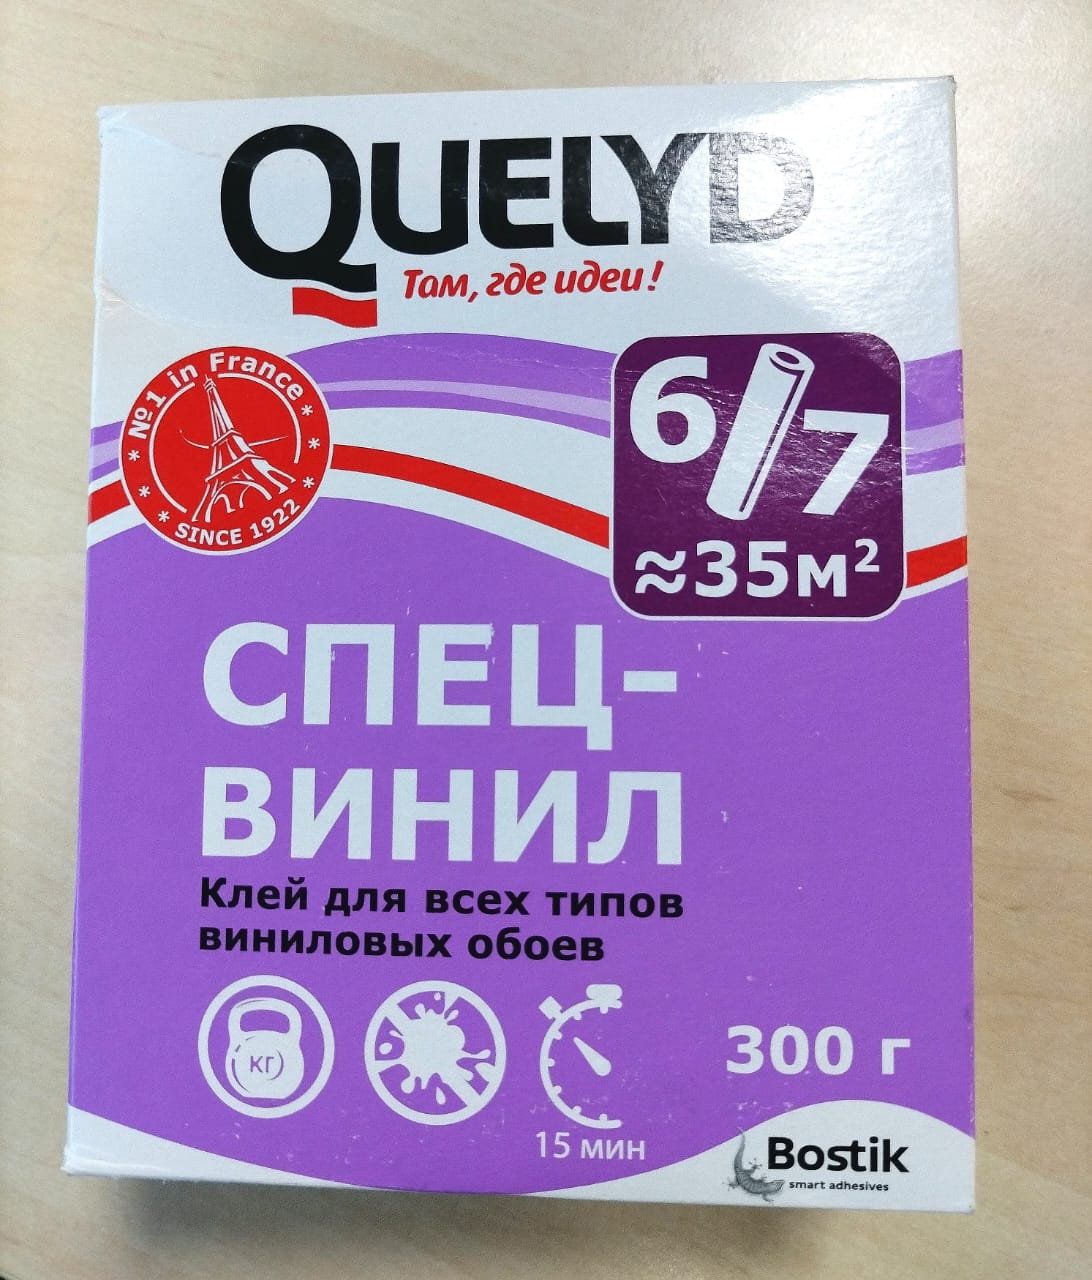 QUELYD
Там, где идеи!
№1 in France
SINCE 1922
6/7
≈35м²
СПЕЦ-
ВИНИЛ
Клей для всех типов
виниловых обоев
кг
15 мин
300 г
Bostik
smart adhesives